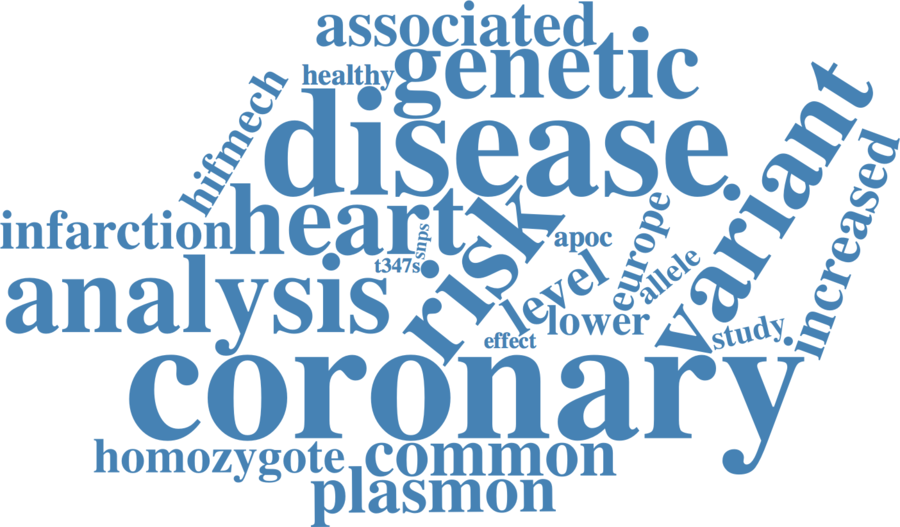 associated
genetic
healthy
hifmech
disease
variant
increased
infarction
heart
snps
risk
apoc
europe
allele
t347s
analysis
level
lower
study
effect
coronary
homozygote
common
plasmon